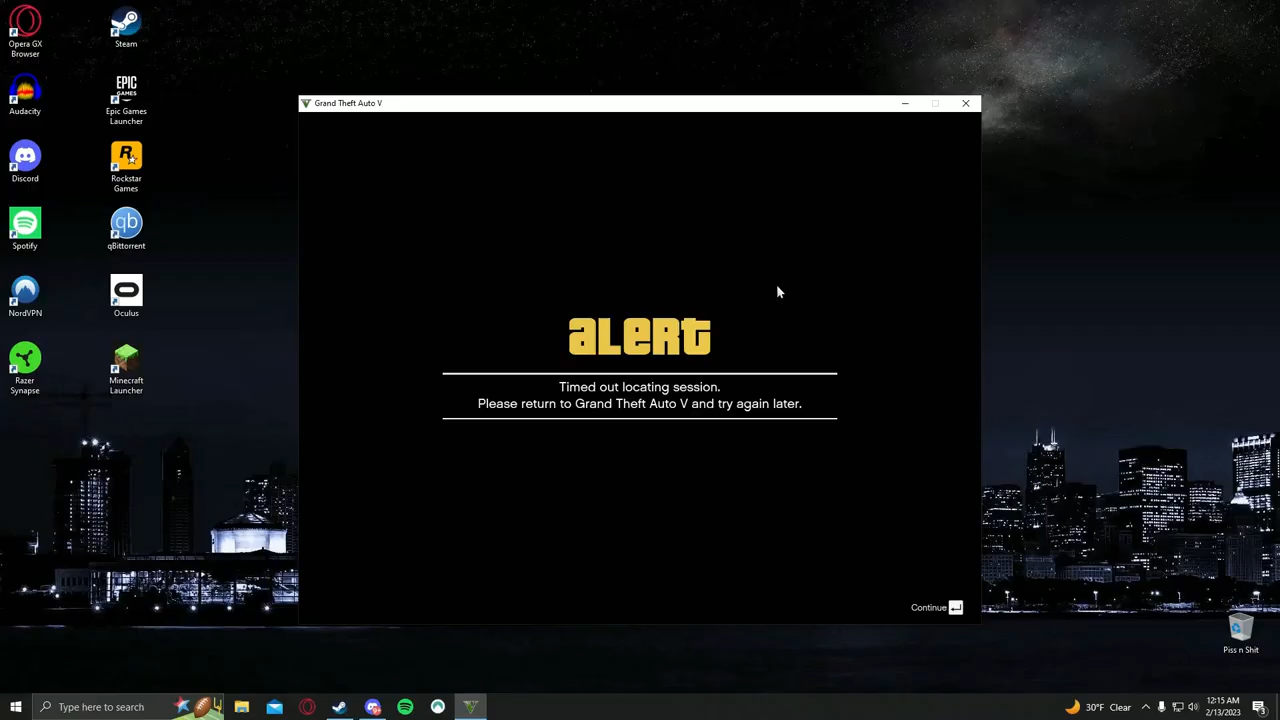 Opera GX
Browser
Steam
Audacity
EPIC
GAMES
Epic Games
Launcher
Discord
R
Rockstar
Games
Spotify
qb
qBittorrent
NordVPN
Oculus
Razer
Synapse
Minecraft
Launcher
Grand Theft Auto V
alert
Timed out locating session.
Please return to Grand Theft Auto V and try again later.
Continue
Piss n Shit
Type here to search
30°F Clear
12:15 AM
2/13/2023
3